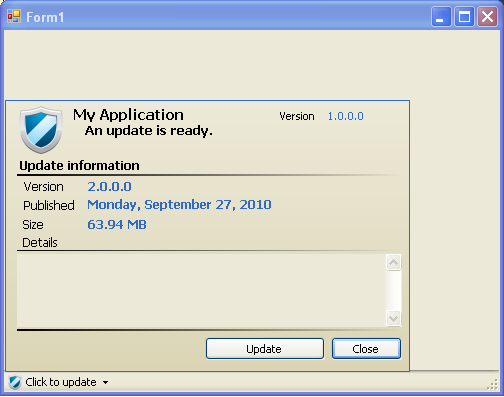 Form1
My Application
Version 1.0.0.0
An update is ready.
Update information
Version 2.0.0.0
Published Monday, September 27, 2010
Size 63.94 MB
Details
Update Close
Click to update